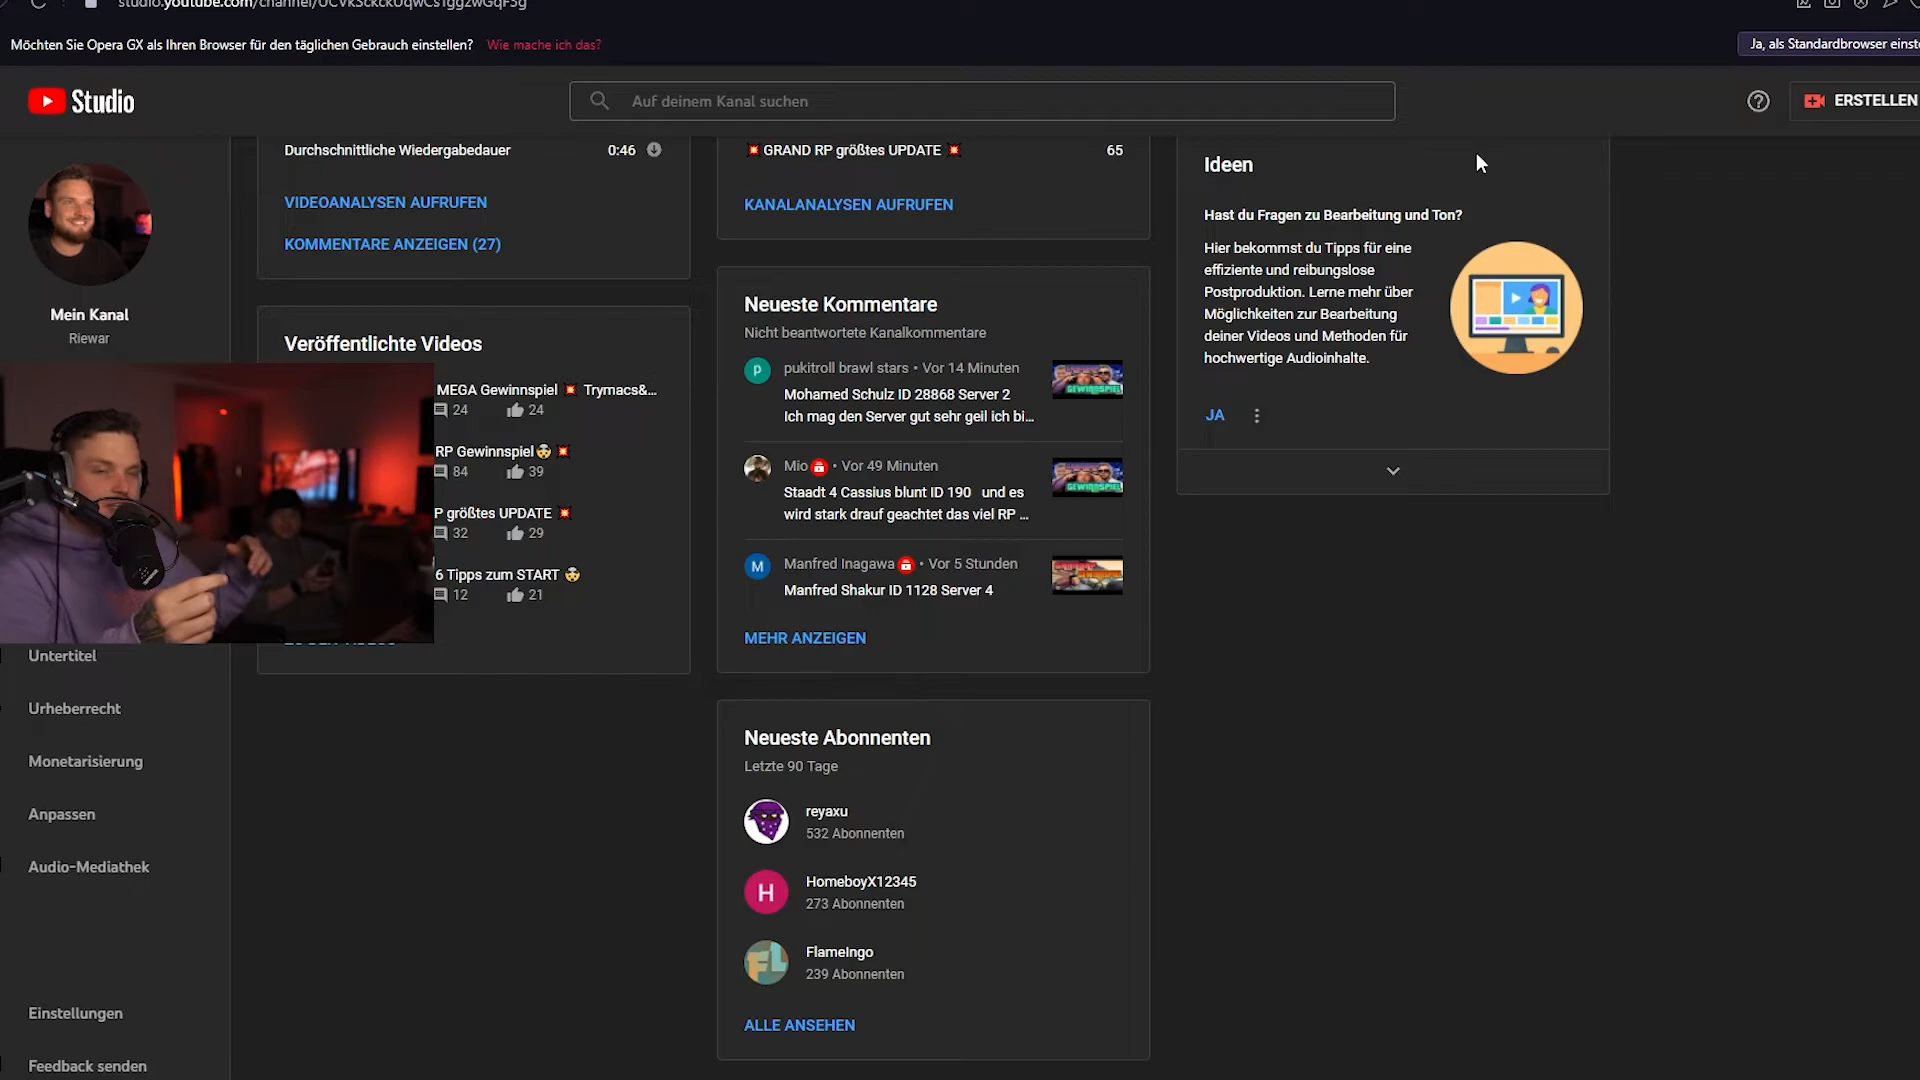 Möchten Sie Opera GX als Ihren Browser für den täglichen Gebrauch einstellen? Wie mache ich das?
Ja, als Standardbrowser einste
Studio
Auf deinem Kanal suchen
ERSTELLEN
Mein Kanal
Riewar
Untertitel
Urheberrecht
Monetarisierung
Anpassen
Audio-Mediathek
Einstellungen
Feedback senden
Durchschnittliche Wiedergabedauer 0:46
VIDEOANALYSEN AUFRUFEN
KOMMENTARE ANZEIGEN (27)
Veröffentlichte Videos
MEGA Gewinnspiel 💥 Trymacs&...
24 24
RP Gewinnspiel🤯 💥
84 39
P größtes UPDATE 💥
32 29
6 Tipps zum START 🤯
12 21
💥 GRAND RP größtes UPDATE 💥 65
KANALANALYSEN AUFRUFEN
Neueste Kommentare
Nicht beantwortete Kanalkommentare
P
pukitroll brawl stars • Vor 14 Minuten
Mohamed Schulz ID 28868 Server 2
Ich mag den Server gut sehr geil ich bi...
GEWINNSPIEL
Mio • Vor 49 Minuten
Staadt 4 Cassius blunt ID 190 und es
wird stark drauf geachtet das viel RP ...
GEWINNSPIEL
M
Manfred Inagawa • Vor 5 Stunden
Manfred Shakur ID 1128 Server 4
GEWINNSPIEL
MEHR ANZEIGEN
Neueste Abonnenten
Letzte 90 Tage
reyaxu
532 Abonnenten
H
HomeboyX12345
273 Abonnenten
FL
FlameIngo
239 Abonnenten
ALLE ANSEHEN
Ideen
Hast du Fragen zu Bearbeitung und Ton?
Hier bekommst du Tipps für eine
effiziente und reibungslose
Postproduktion. Lerne mehr über
Möglichkeiten zur Bearbeitung
deiner Videos und Methoden für
hochwertige Audioinhalte.
JA